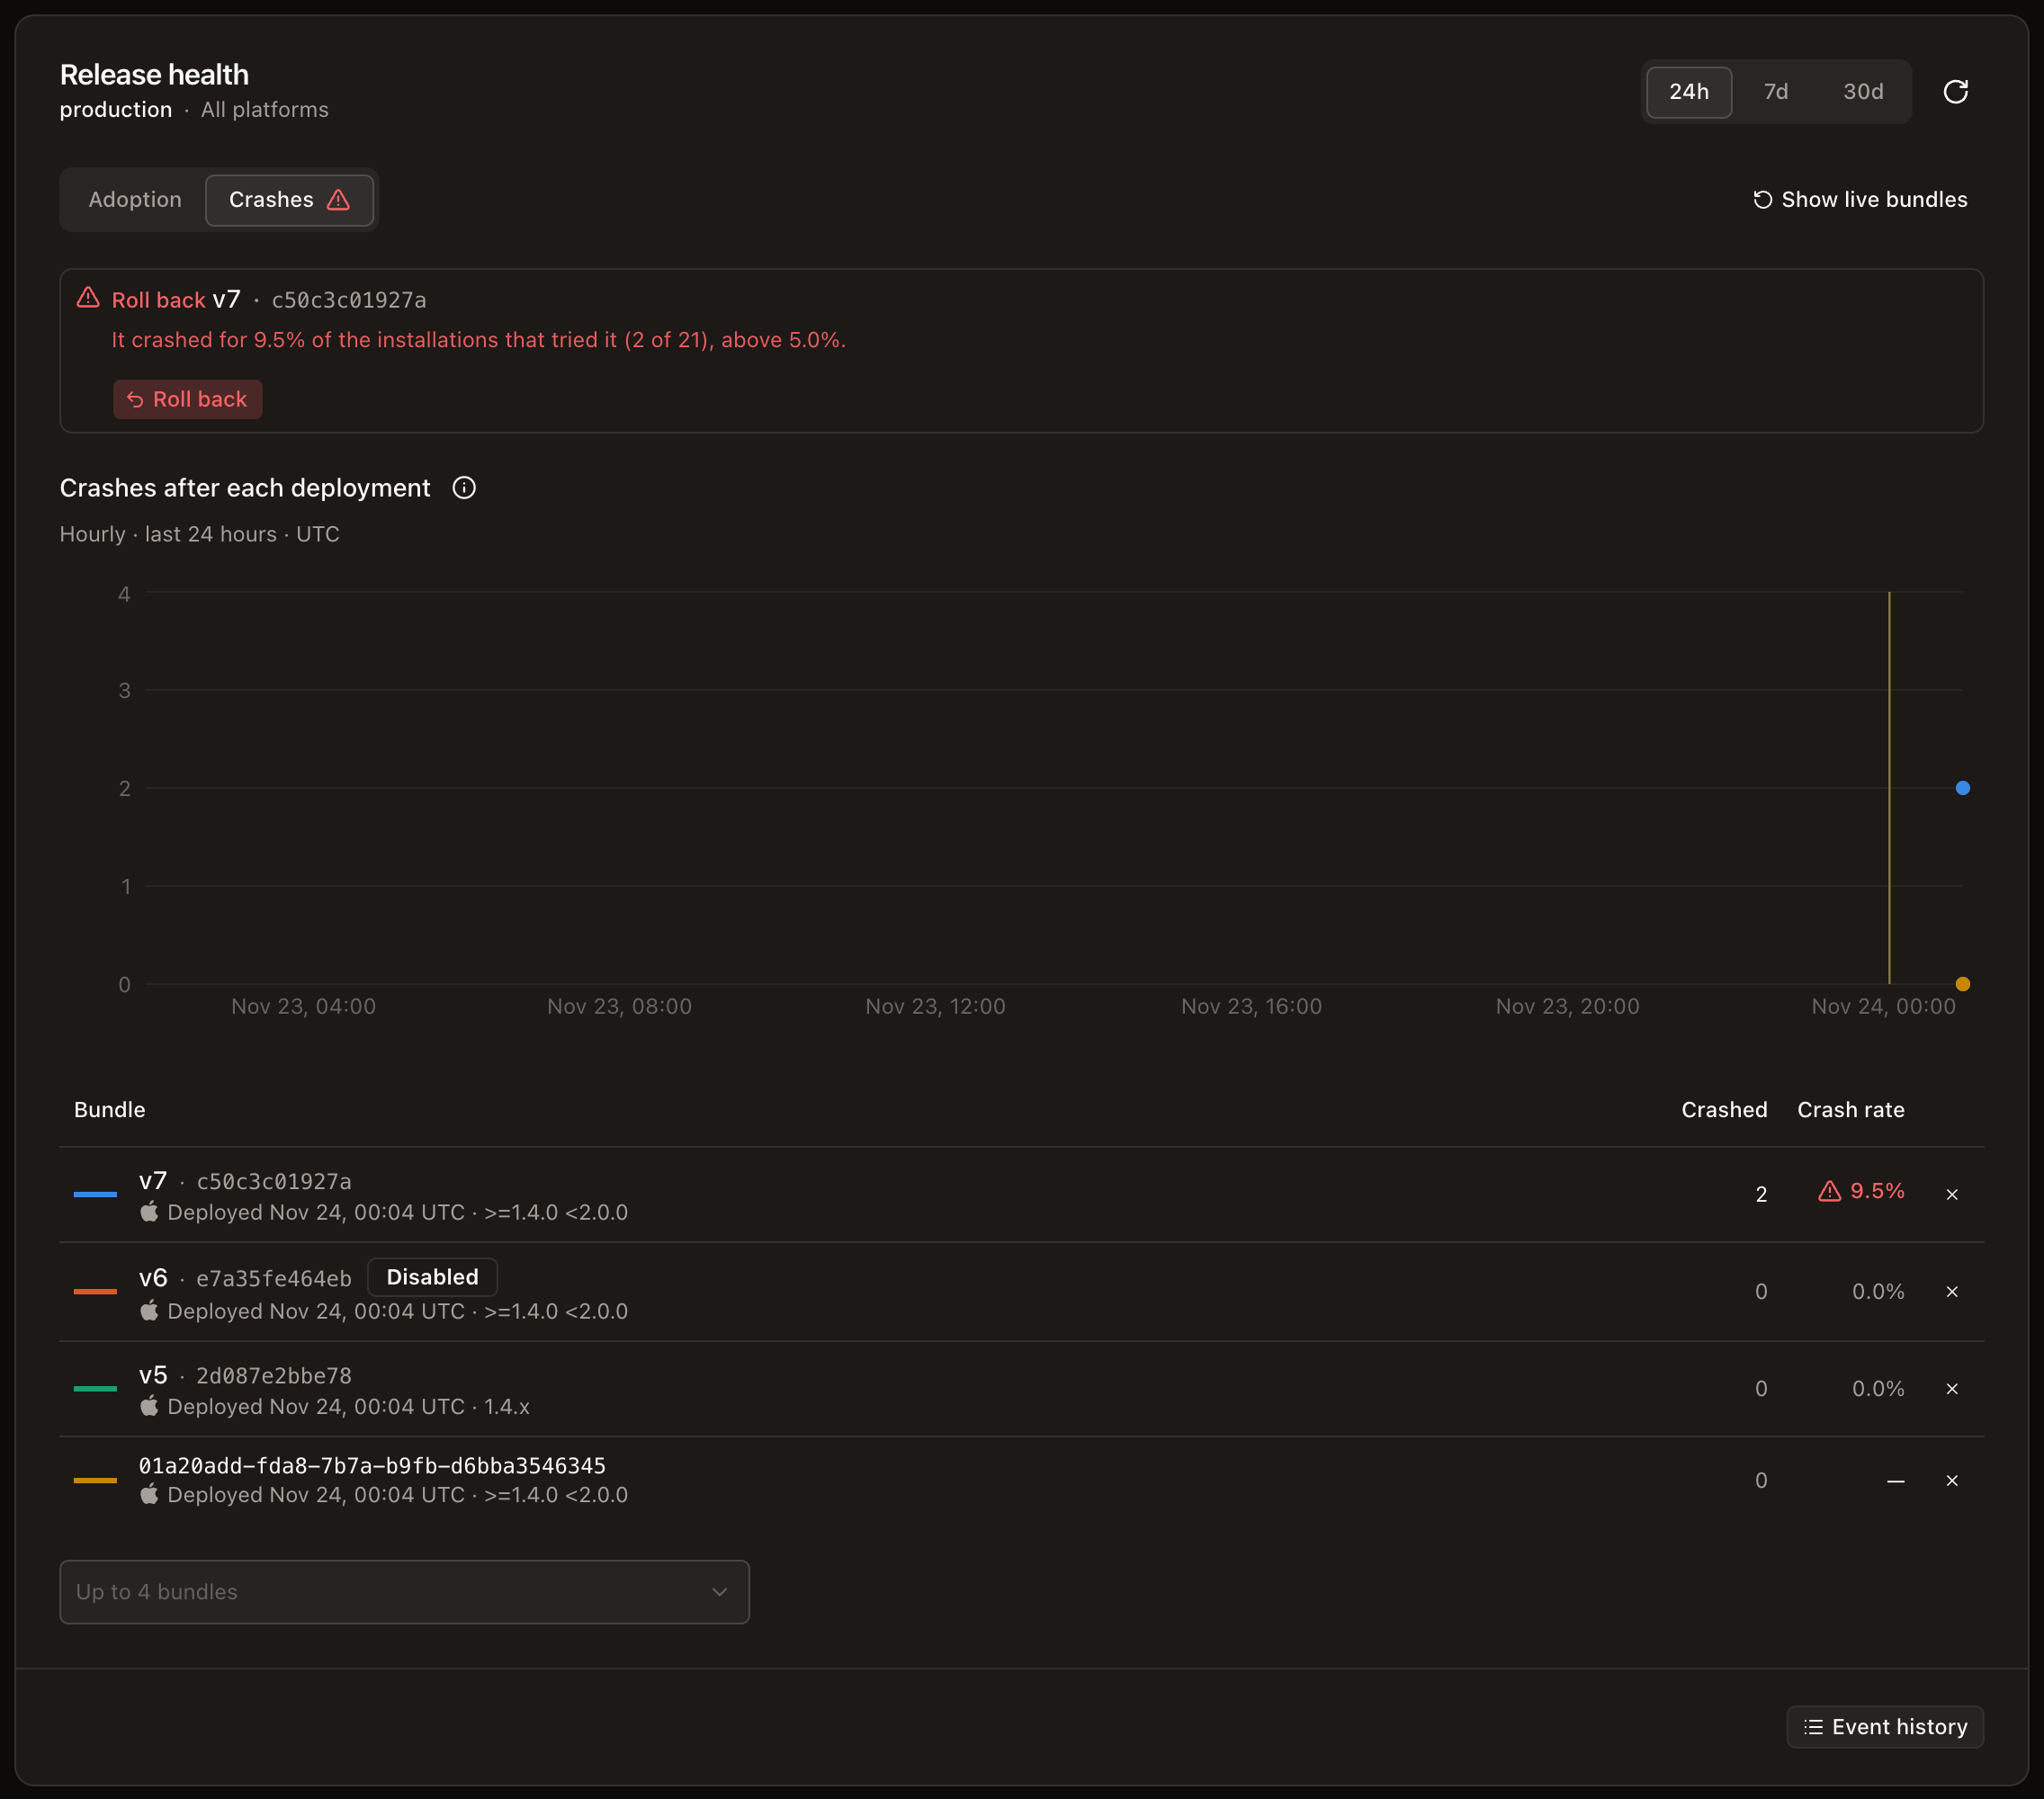 Release health
production · All platforms
24h 7d 30d
Adoption Crashes
Show live bundles
Roll back v7 · c50c3c01927a
It crashed for 9.5% of the installations that tried it (2 of 21), above 5.0%.
Roll back
Crashes after each deployment
Hourly · last 24 hours · UTC
4
3
2
1
0
Nov 23, 04:00 Nov 23, 08:00 Nov 23, 12:00 Nov 23, 16:00 Nov 23, 20:00 Nov 24, 00:00
Bundle Crashed Crash rate
v7 · c50c3c01927a
Deployed Nov 24, 00:04 UTC · >=1.4.0 <2.0.0
2 9.5% ×
v6 · e7a35fe464eb Disabled
Deployed Nov 24, 00:04 UTC · >=1.4.0 <2.0.0
0 0.0% ×
v5 · 2d087e2bbe78
Deployed Nov 24, 00:04 UTC · 1.4.x
0 0.0% ×
01a20add-fda8-7b7a-b9fb-d6bba3546345
Deployed Nov 24, 00:04 UTC · >=1.4.0 <2.0.0
0 — ×
Up to 4 bundles
Event history